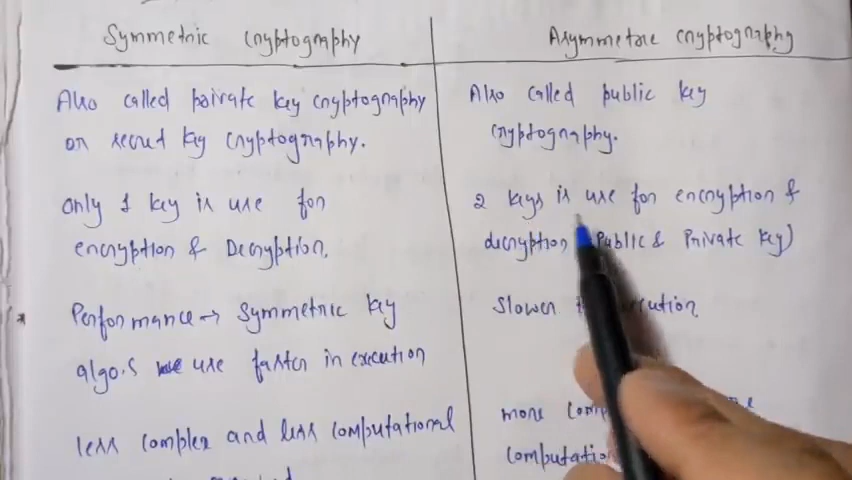 Symmetric Cryptography
Asymmetric Cryptography
Also called private key cryptography
or secret key cryptography.
Only 1 key is use for
encryption & Decryption.
Performance → Symmetric key
algo.s use faster in execution
less complex and less computational
Also called public key
cryptography.
2 keys is use for encryption &
decryption Public & Private key)
Slower
more